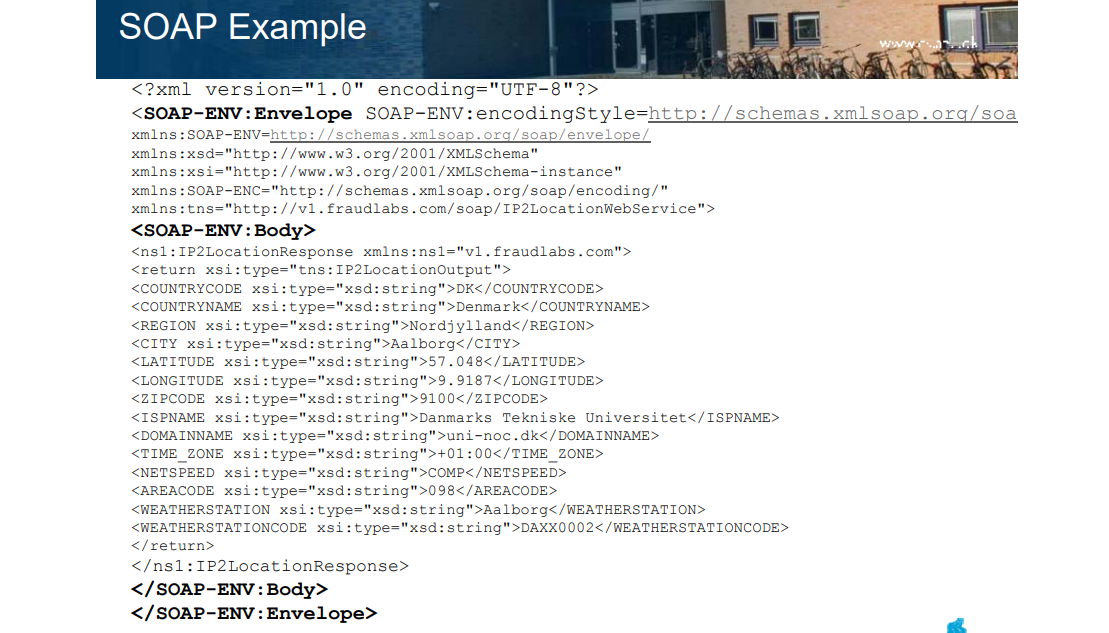 SOAP Example
<?xml version="1.0" encoding="UTF-8"?>
<SOAP-ENV:Envelope SOAP-ENV:encodingStyle=http://schemas.xmlsoap.org/soa
xmlns:SOAP-ENV=http://schemas.xmlsoap.org/soap/envelope/
xmlns:xsd="http://www.w3.org/2001/XMLSchema"
xmlns:xsi="http://www.w3.org/2001/XMLSchema-instance"
xmlns:SOAP-ENC="http://schemas.xmlsoap.org/soap/encoding/"
xmlns:tns="http://v1.fraudlabs.com/soap/IP2LocationWebService">
<SOAP-ENV:Body>
<ns1:IP2LocationResponse xmlns:ns1="v1.fraudlabs.com">
<return xsi:type="tns:IP2LocationOutput">
<COUNTRYCODE xsi:type="xsd:string">DK</COUNTRYCODE>
<COUNTRYNAME xsi:type="xsd:string">Denmark</COUNTRYNAME>
<REGION xsi:type="xsd:string">Nordjylland</REGION>
<CITY xsi:type="xsd:string">Aalborg</CITY>
<LATITUDE xsi:type="xsd:string">57.048</LATITUDE>
<LONGITUDE xsi:type="xsd:string">9.9187</LONGITUDE>
<ZIPCODE xsi:type="xsd:string">9100</ZIPCODE>
<ISPNAME xsi:type="xsd:string">Danmarks Tekniske Universitet</ISPNAME>
<DOMAINNAME xsi:type="xsd:string">uni-noc.dk</DOMAINNAME>
<TIME_ZONE xsi:type="xsd:string">+01:00</TIME_ZONE>
<NETSPEED xsi:type="xsd:string">COMP</NETSPEED>
<AREACODE xsi:type="xsd:string">098</AREACODE>
<WEATHERSTATION xsi:type="xsd:string">Aalborg</WEATHERSTATION>
<WEATHERSTATIONCODE xsi:type="xsd:string">DAXX0002</WEATHERSTATIONCODE>
</return>
</ns1:IP2LocationResponse>
</SOAP-ENV:Body>
</SOAP-ENV:Envelope>